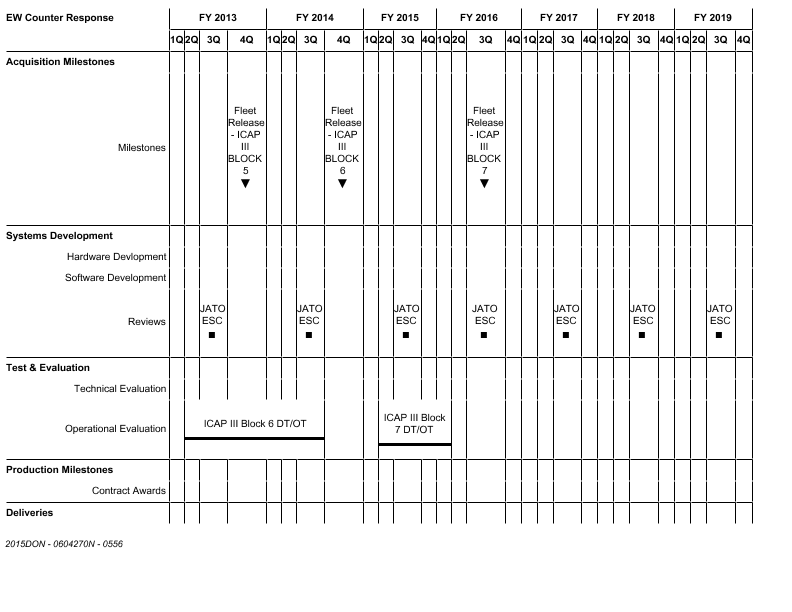 EW Counter Response FY 2013 FY 2014 FY 2015 FY 2016 FY 2017 FY 2018 FY 2019
1Q 2Q 3Q 4Q 1Q 2Q 3Q 4Q 1Q 2Q 3Q 4Q 1Q 2Q 3Q 4Q 1Q 2Q 3Q 4Q 1Q 2Q 3Q 4Q 1Q 2Q 3Q 4Q
Acquisition Milestones
Milestones
Fleet
Release
- ICAP
III
BLOCK
5
Fleet
Release
- ICAP
III
BLOCK
6
Fleet
Release
- ICAP
III
BLOCK
7
Systems Development
Hardware Devlopment
Software Development
Reviews
JATO
ESC
JATO
ESC
JATO
ESC
JATO
ESC
JATO
ESC
JATO
ESC
JATO
ESC
Test & Evaluation
Technical Evaluation
Operational Evaluation
ICAP III Block 6 DT/OT
ICAP III Block
7 DT/OT
Production Milestones
Contract Awards
Deliveries
2015DON - 0604270N - 0556